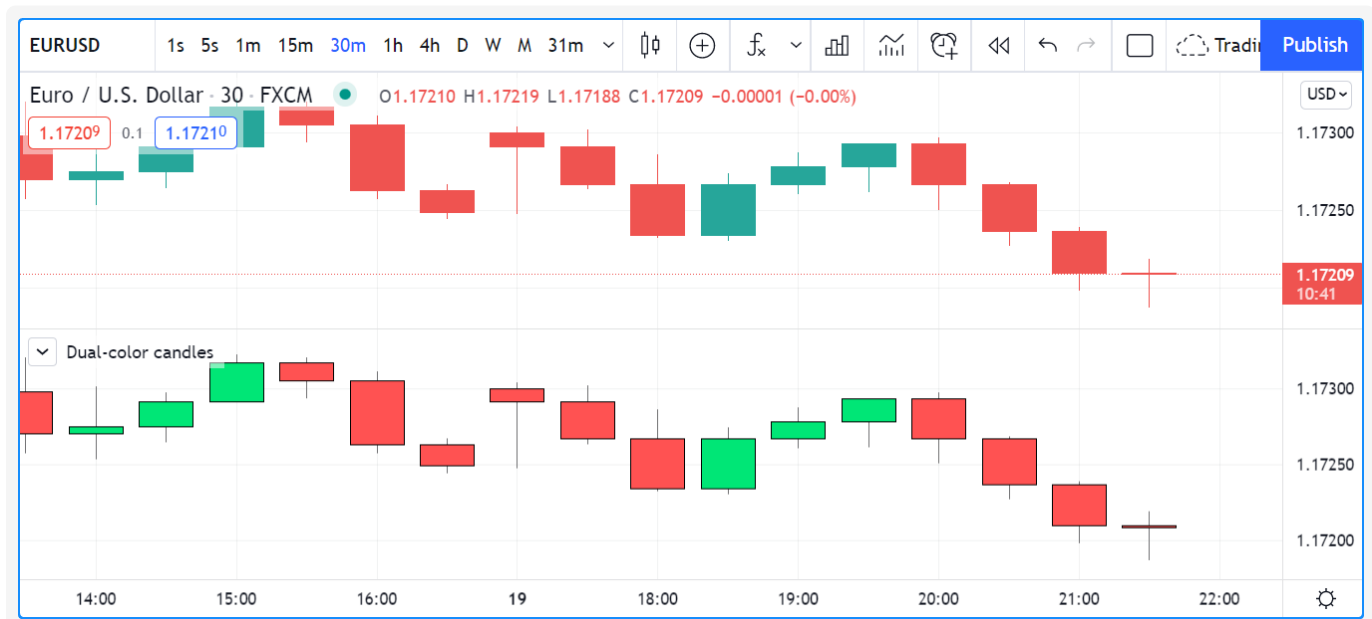 EURUSD 1s 5s 1m 15m 30m 1h 4h D W M 31m fx Tradi Publish
Euro / U.S. Dollar · 30 · FXCM O1.17210 H1.17219 L1.17188 C1.17209 −0.00001 (−0.00%) USD
1.17209 0.1 1.17210 1.17300
1.17250
1.17209
10:41
Dual-color candles
1.17300
1.17250
1.17200
14:00 15:00 16:00 19 18:00 19:00 20:00 21:00 22:00